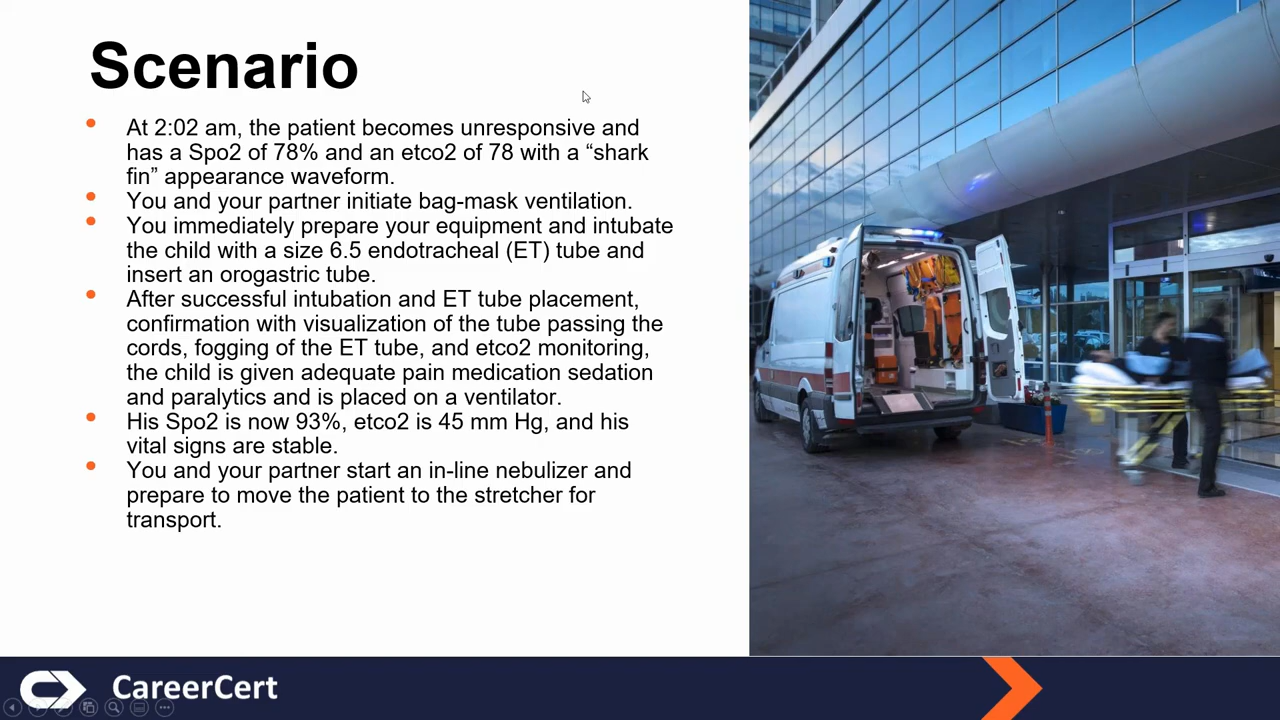 Scenario
At 2:02 am, the patient becomes unresponsive and
has a Spo2 of 78% and an etco2 of 78 with a “shark
fin” appearance waveform.
You and your partner initiate bag-mask ventilation.
You immediately prepare your equipment and intubate
the child with a size 6.5 endotracheal (ET) tube and
insert an orogastric tube.
After successful intubation and ET tube placement,
confirmation with visualization of the tube passing the
cords, fogging of the ET tube, and etco2 monitoring,
the child is given adequate pain medication sedation
and paralytics and is placed on a ventilator.
His Spo2 is now 93%, etco2 is 45 mm Hg, and his
vital signs are stable.
You and your partner start an in-line nebulizer and
prepare to move the patient to the stretcher for
transport.
CareerCert